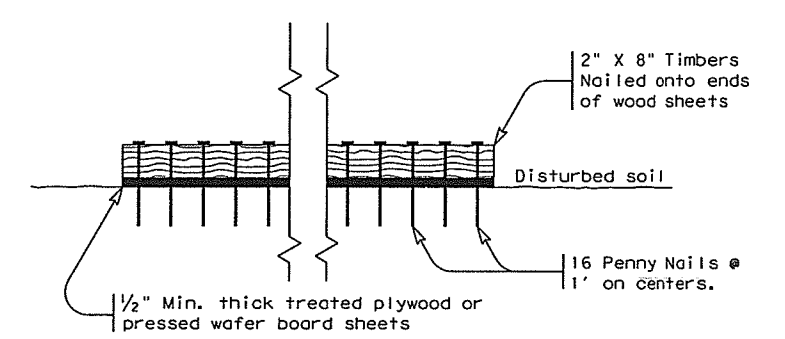 2" X 8" Timbers
Nailed onto ends
of wood sheets
Disturbed soil
16 Penny Nails @
1' on centers.
½" Min. thick treated plywood or
pressed wafer board sheets